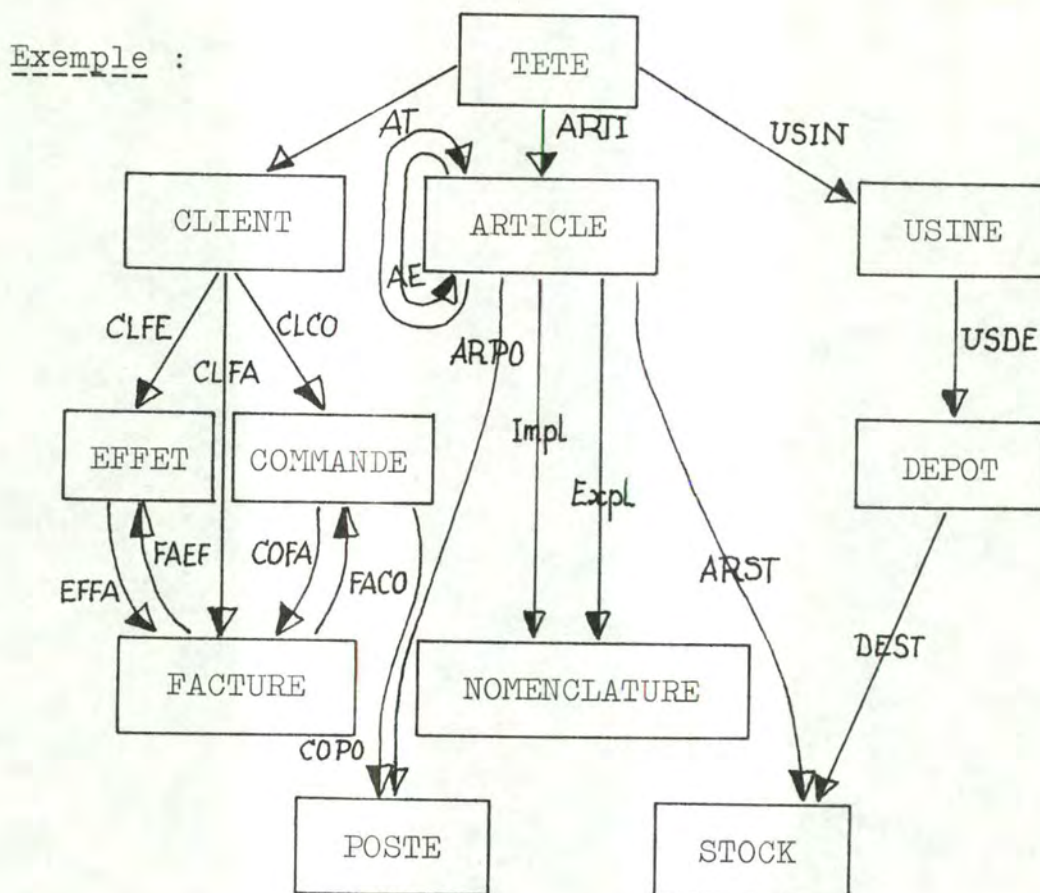 Exemple :
TETE
AT
ARTI
USIN
CLIENT
ARTICLE
USINE
AE
CLFE
CLCO
CLFA
ARPO
USDE
Impl
EFFET
COMMANDE
DEPOT
Expl
FAEF
COFA
FACO
ARST
EFFA
DEST
FACTURE
NOMENCLATURE
COPO
POSTE
STOCK